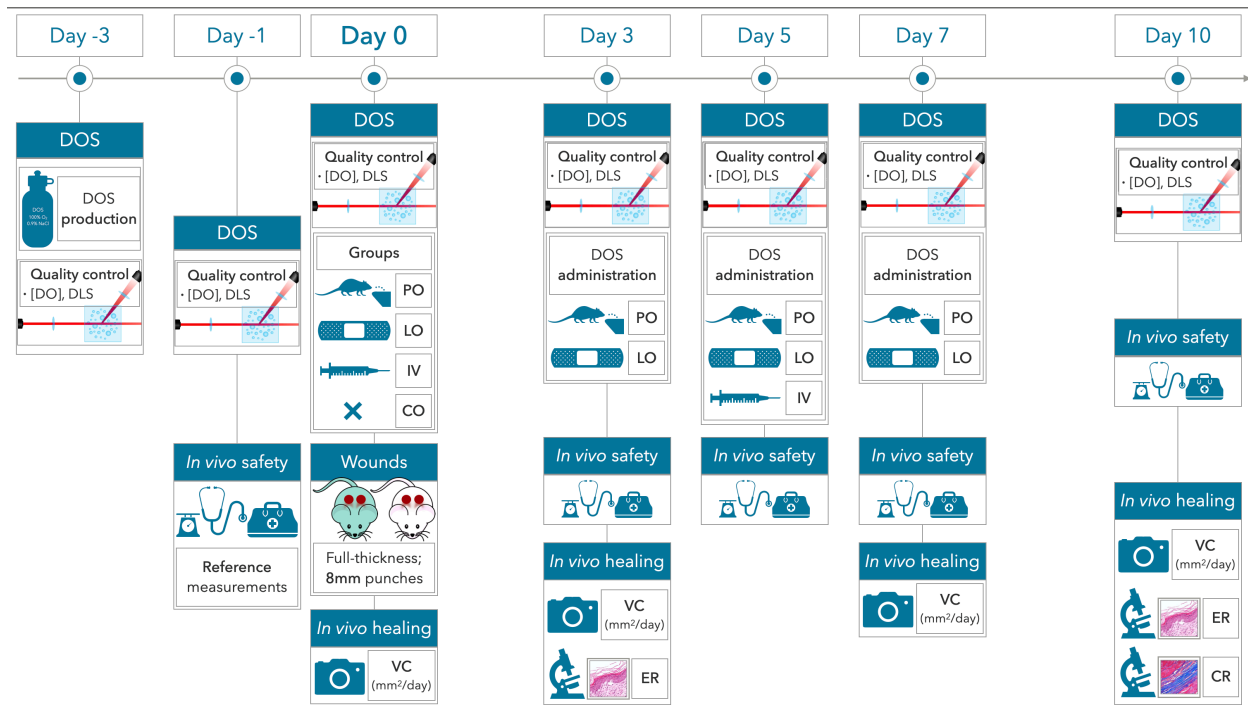 Day -3
Day -1
Day 0
Day 3
Day 5
Day 7
Day 10
DOS
DOS
100% O₂
0.9% NaCl
DOS
production
Quality control
· [DO], DLS
DOS
Quality control
· [DO], DLS
In vivo safety
Reference
measurements
DOS
Quality control
· [DO], DLS
Groups
PO
LO
IV
CO
Wounds
Full-thickness;
8mm punches
In vivo healing
VC
(mm²/day)
DOS
Quality control
· [DO], DLS
DOS
administration
PO
LO
In vivo safety
In vivo healing
VC
(mm²/day)
ER
DOS
Quality control
· [DO], DLS
DOS
administration
PO
LO
IV
In vivo safety
DOS
Quality control
· [DO], DLS
DOS
administration
PO
LO
In vivo safety
In vivo healing
VC
(mm²/day)
DOS
Quality control
· [DO], DLS
In vivo safety
In vivo healing
VC
(mm²/day)
ER
CR